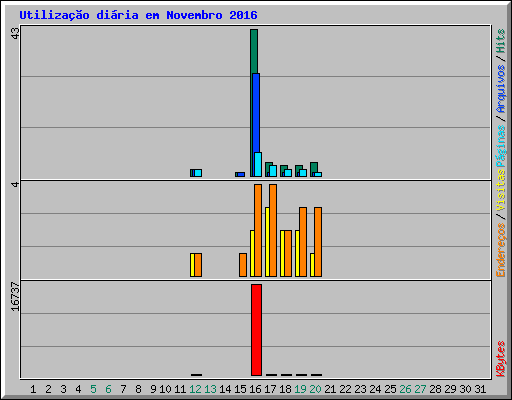 Utilização diária em Novembro 2016
43
4
16737
KBytes
Endereços / Visitas Páginas / Arquivos / Hits
1 2 3 4 5 6 7 8 9 10 11 12 13 14 15 16 17 18 19 20 21 22 23 24 25 26 27 28 29 30 31